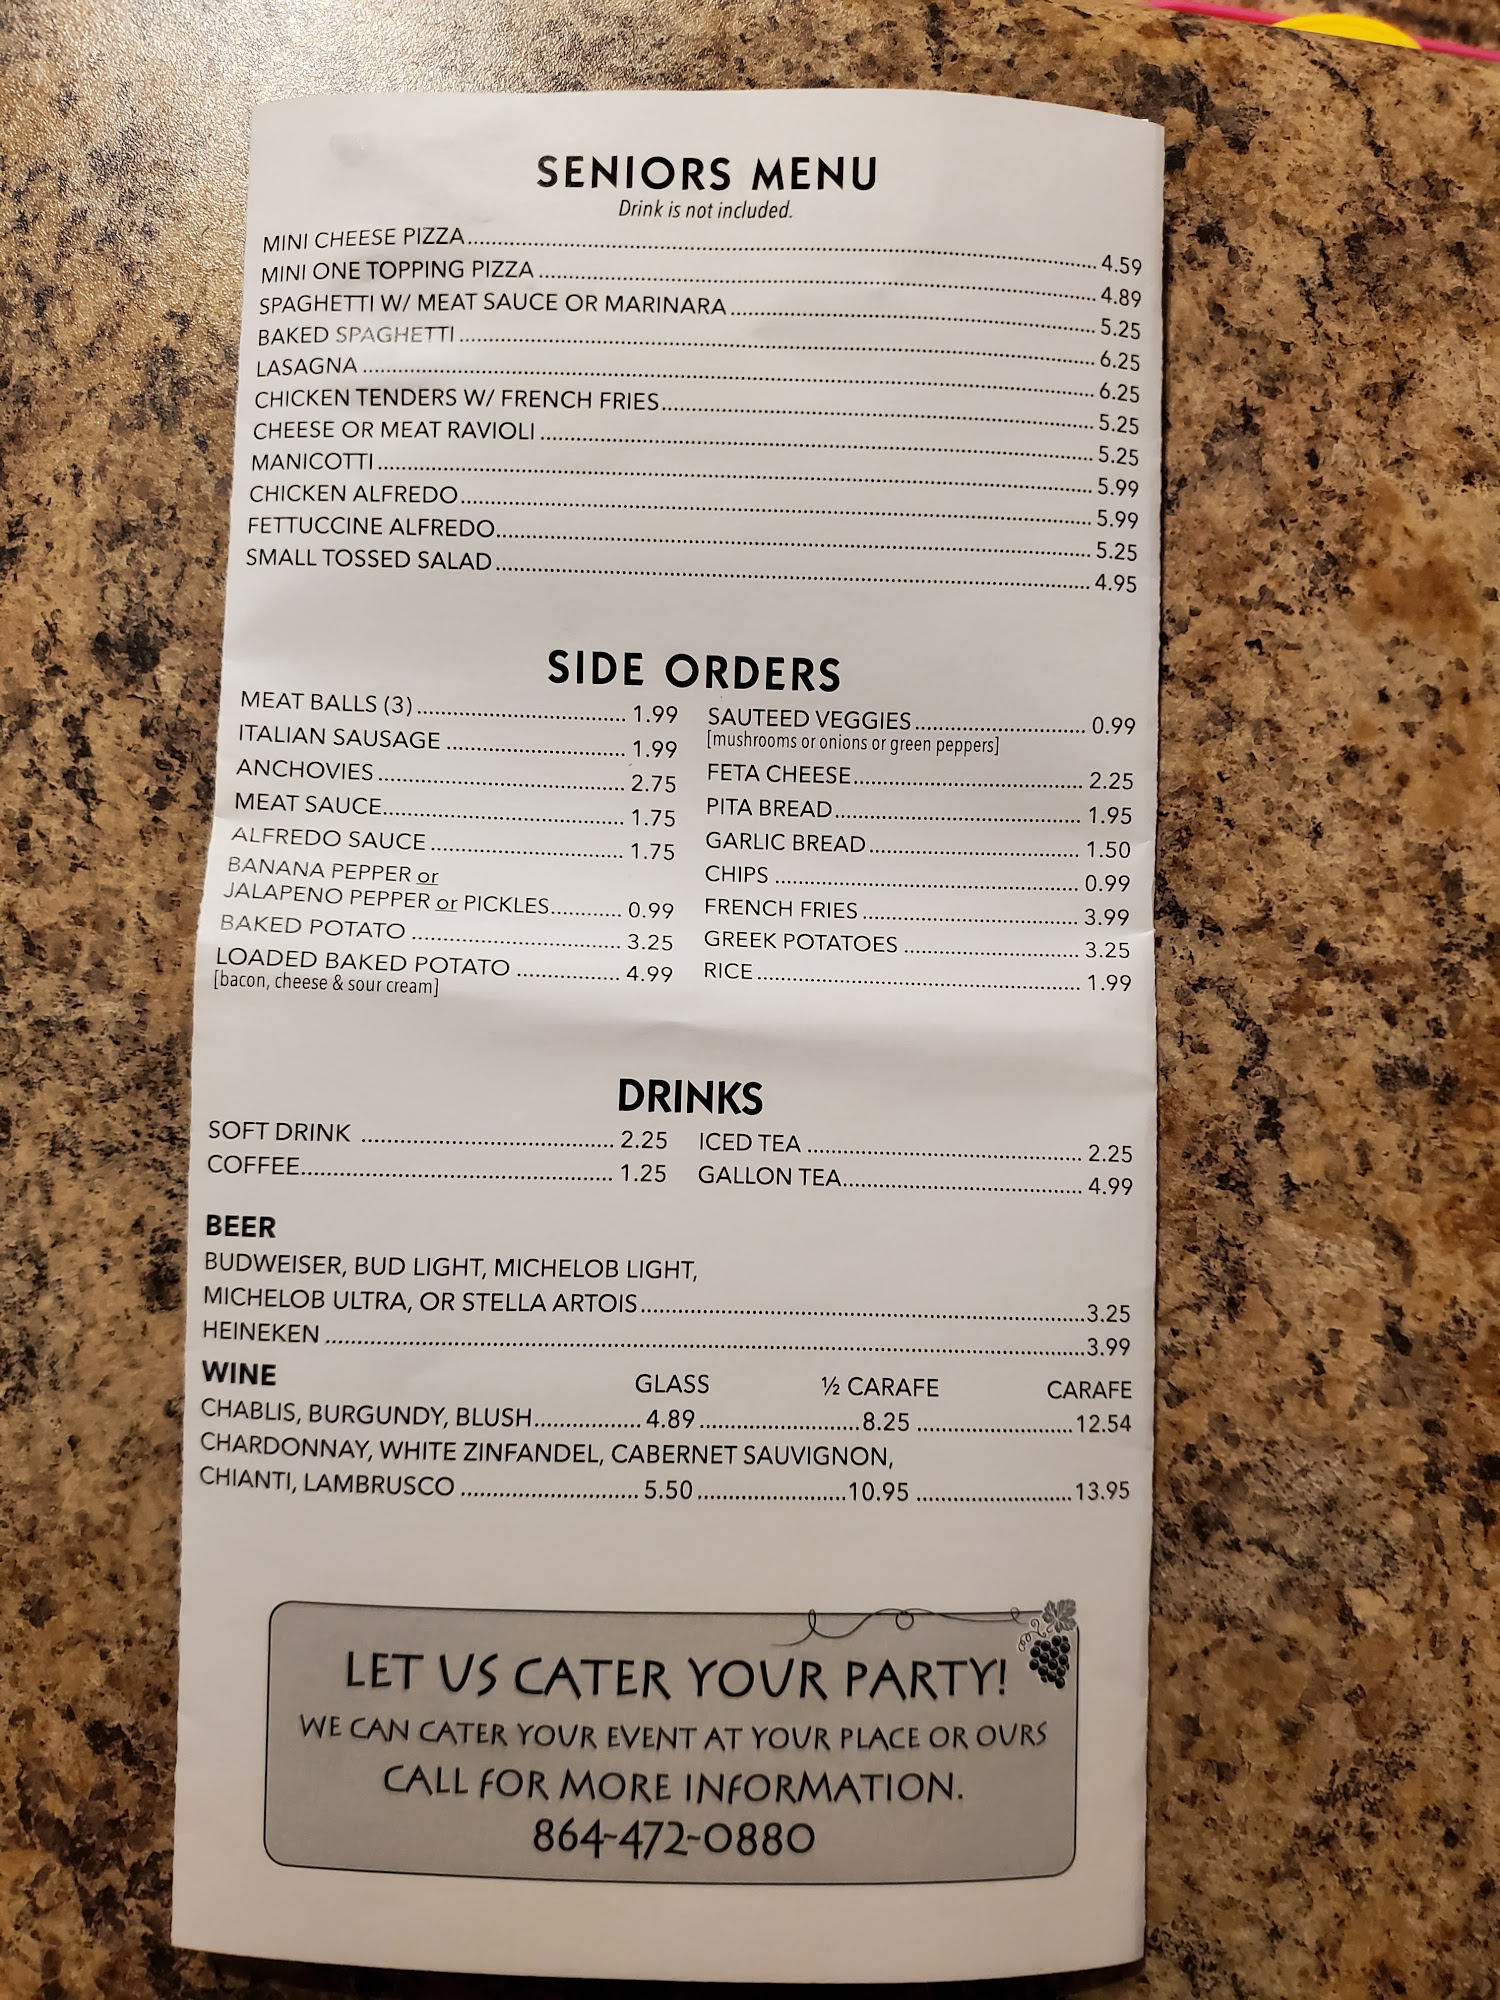 SENIORS MENU
Drink is not included.
MINI CHEESE PIZZA 4.59
MINI ONE TOPPING PIZZA 4.89
SPAGHETTI W/ MEAT SAUCE OR MARINARA 5.25
BAKED SPAGHETTI 6.25
LASAGNA 6.25
CHICKEN TENDERS W/ FRENCH FRIES 5.25
CHEESE OR MEAT RAVIOLI 5.25
MANICOTTI 5.99
CHICKEN ALFREDO 5.99
FETTUCCINE ALFREDO 5.25
SMALL TOSSED SALAD 4.95
SIDE ORDERS
MEAT BALLS (3) 1.99
ITALIAN SAUSAGE 1.99
ANCHOVIES 2.75
MEAT SAUCE 1.75
ALFREDO SAUCE 1.75
BANANA PEPPER or
JALAPENO PEPPER or PICKLES 0.99
BAKED POTATO 3.25
LOADED BAKED POTATO 4.99
[bacon, cheese & sour cream]
SAUTEED VEGGIES 0.99
[mushrooms or onions or green peppers]
FETA CHEESE 2.25
PITA BREAD 1.95
GARLIC BREAD 1.50
CHIPS 0.99
FRENCH FRIES 3.99
GREEK POTATOES 3.25
RICE 1.99
DRINKS
SOFT DRINK 2.25
COFFEE 1.25
ICED TEA 2.25
GALLON TEA 4.99
BEER
BUDWEISER, BUD LIGHT, MICHELOB LIGHT,
MICHELOB ULTRA, OR STELLA ARTOIS 3.25
HEINEKEN 3.99
WINE GLASS ½ CARAFE CARAFE
CHABLIS, BURGUNDY, BLUSH 4.89 8.25 12.54
CHARDONNAY, WHITE ZINFANDEL, CABERNET SAUVIGNON,
CHIANTI, LAMBRUSCO 5.50 10.95 13.95
LET US CATER YOUR PARTY!
WE CAN CATER YOUR EVENT AT YOUR PLACE OR OURS
CALL FOR MORE INFORMATION.
864-472-0880